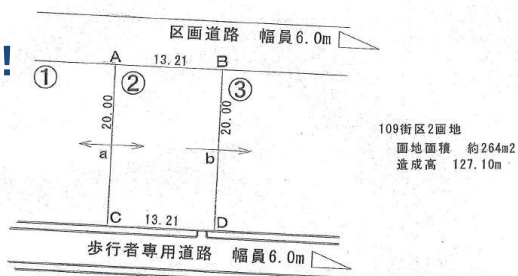 区画道路 幅員6.0m
!
A 13.21 B
① ② ③
20.00 20.00
a b
109街区2画地
画地面積 約264m2
造成高 127.10m
C 13.21 D
歩行者専用道路 幅員6.0m